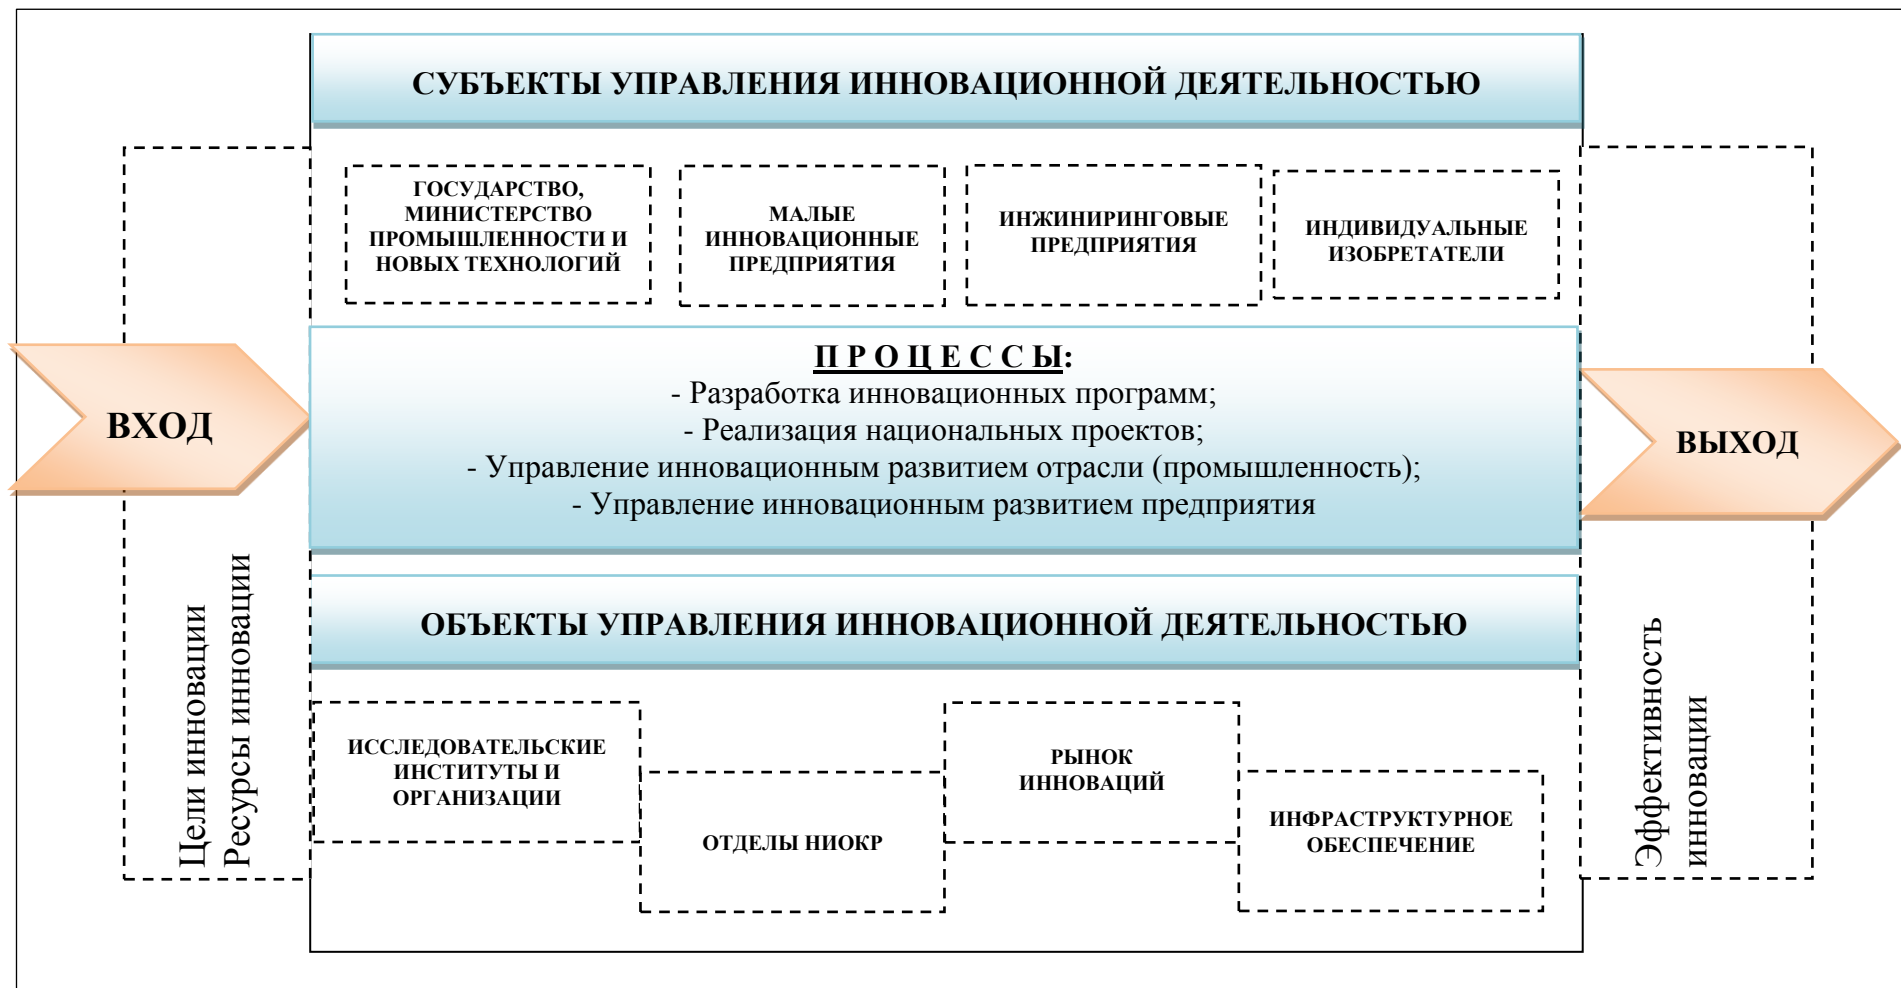 СУБЪЕКТЫ УПРАВЛЕНИЯ ИННОВАЦИОННОЙ ДЕЯТЕЛЬНОСТЬЮ
ГОСУДАРСТВО,
МИНИСТЕРСТВО
ПРОМЫШЛЕННОСТИ И
НОВЫХ ТЕХНОЛОГИЙ
МАЛЫЕ
ИННОВАЦИОННЫЕ
ПРЕДПРИЯТИЯ
ИНЖИНИРИНГОВЫЕ
ПРЕДПРИЯТИЯ
ИНДИВИДУАЛЬНЫЕ
ИЗОБРЕТАТЕЛИ
ВХОД
П Р О Ц Е С С Ы:
- Разработка инновационных программ;
- Реализация национальных проектов;
- Управление инновационным развитием отрасли (промышленность);
- Управление инновационным развитием предприятия
ВЫХОД
Цели инновации
Ресурсы инновации
ОБЪЕКТЫ УПРАВЛЕНИЯ ИННОВАЦИОННОЙ ДЕЯТЕЛЬНОСТЬЮ
ИССЛЕДОВАТЕЛЬСКИЕ
ИНСТИТУТЫ И
ОРГАНИЗАЦИИ
ОТДЕЛЫ НИОКР
РЫНОК
ИННОВАЦИЙ
ИНФРАСТРУКТУРНОЕ
ОБЕСПЕЧЕНИЕ
Эффективность
инновации